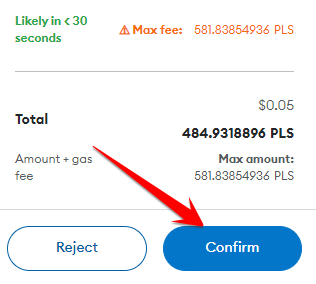 Likely in < 30
seconds
⚠ Max fee: 581.83854936 PLS
$0.05
Total
484.9318896 PLS
Amount + gas
fee
Max amount:
581.83854936 PLS
Reject
Confirm